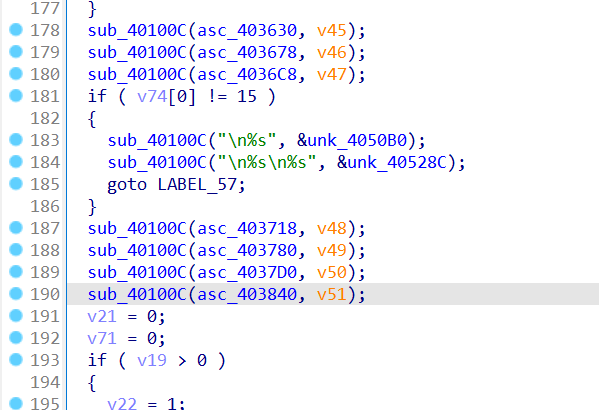 177 }
178 sub_40100C(asc_403630, v45);
179 sub_40100C(asc_403678, v46);
180 sub_40100C(asc_4036C8, v47);
181 if ( v74[0] != 15 )
182 {
183 sub_40100C("\n%s", &unk_4050B0);
184 sub_40100C("\n%s\n%s", &unk_40528C);
185 goto LABEL_57;
186 }
187 sub_40100C(asc_403718, v48);
188 sub_40100C(asc_403780, v49);
189 sub_40100C(asc_4037D0, v50);
190 sub_40100C(asc_403840, v51);
191 v21 = 0;
192 v71 = 0;
193 if ( v19 > 0 )
194 {
195 v22 = 1;